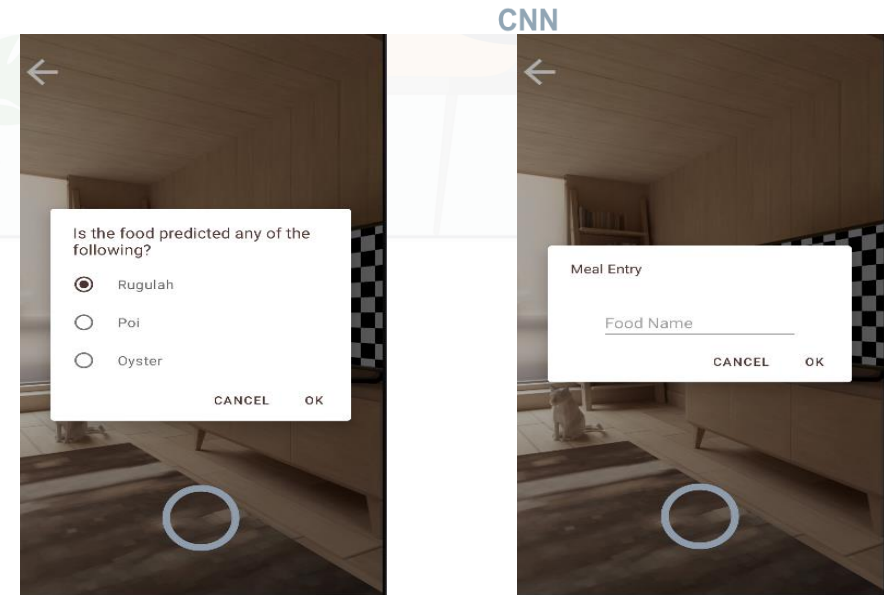 CNN
Is the food predicted any of the
following?
Rugulah
Poi
Oyster
CANCEL OK
Meal Entry
Food Name
CANCEL OK